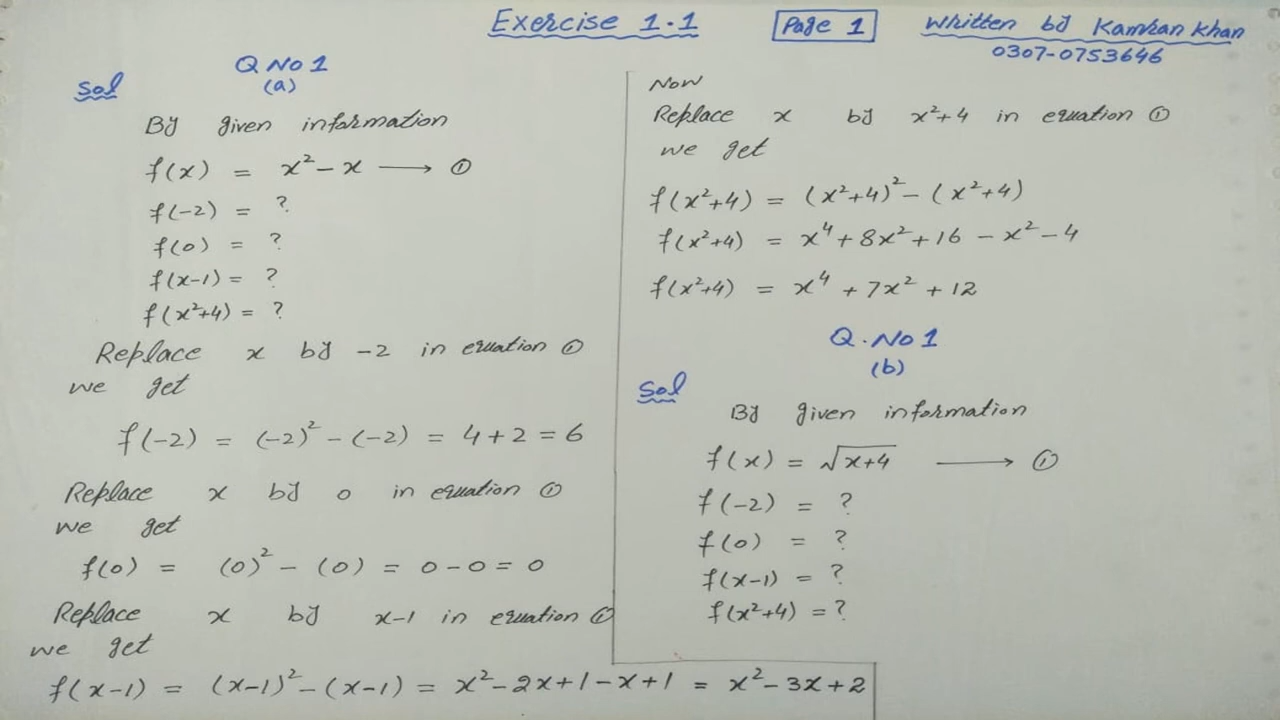 Exercise 1.1
Page 1
Whitten by Kamran Khan
0307-0753646
Q No 1
Sol
(a)
By given information
f(x) = x²-x ⟶ ①
f(-2) = ?
f(0) = ?
f(x-1) = ?
f(x²+4) = ?
Replace x by -2 in equation ①
we get
f(-2) = (-2)² - (-2) = 4+2 = 6
Replace x by 0 in equation ①
we get
f(0) = (0)² - (0) = 0-0 = 0
Replace x by x-1 in equation ①
we get
f(x-1) = (x-1)² - (x-1) = x²-2x+1-x+1 = x²-3x+2
Now
Replace x by x²+4 in equation ①
we get
f(x²+4) = (x²+4)² - (x²+4)
f(x²+4) = x⁴+8x²+16-x²-4
f(x²+4) = x⁴+7x²+12
Q.No 1
(b)
Sol
By given information
f(x) = √(x+4) ⟶ ①
f(-2) = ?
f(0) = ?
f(x-1) = ?
f(x²+4) = ?